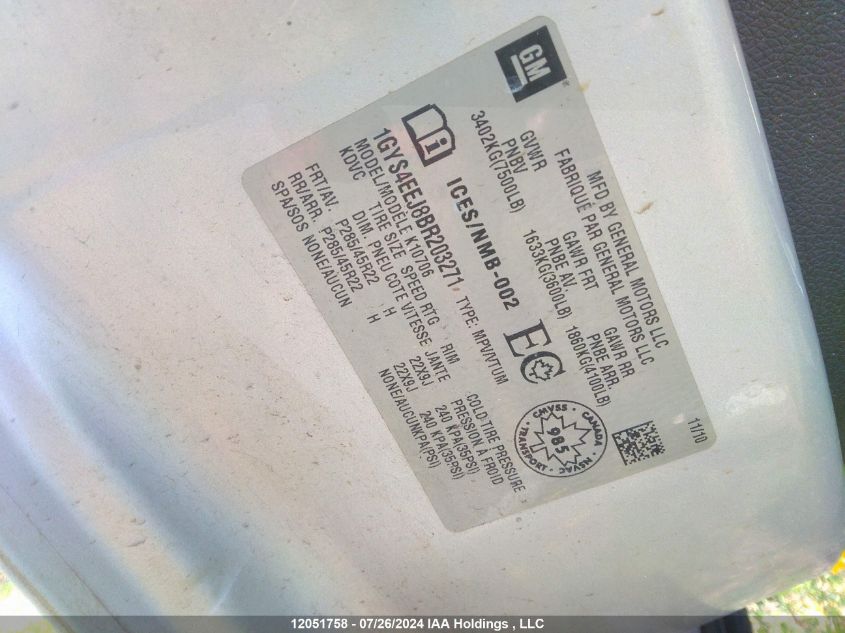 GM
MFD BY GENERAL MOTORS LLC
FABRIQUÉ PAR GENERAL MOTORS LLC
11/10
GVWR GAWR FRT GAWR RR
PNBV PNBE AV. PNBE ARR.
3402KG(7500LB) 1633KG(3600LB) 1860KG(4100LB)
i ICES/NMB-002 EC
CMVSS · CANADA · NSVAC · TRANSPORT · 985
1GYS4EEJ8BR203271 TYPE: MPV/VTUM
MODEL/MODÈLE K10706
KDVC
TIRE SIZE SPEED RTG RIM COLD TIRE PRESSURE
DIM. PNEU COTE VITESSE JANTE PRESSION À FROID
FRT/AV. P285/45R22 H 22X9J 240 KPA(35PSI)
RR/ARR. P285/45R22 H 22X9J 240 KPA(35PSI)
SPA/SOS NONE/AUCUN NONE/AUCUNKPA(PSI)
12051758 - 07/26/2024 IAA Holdings , LLC